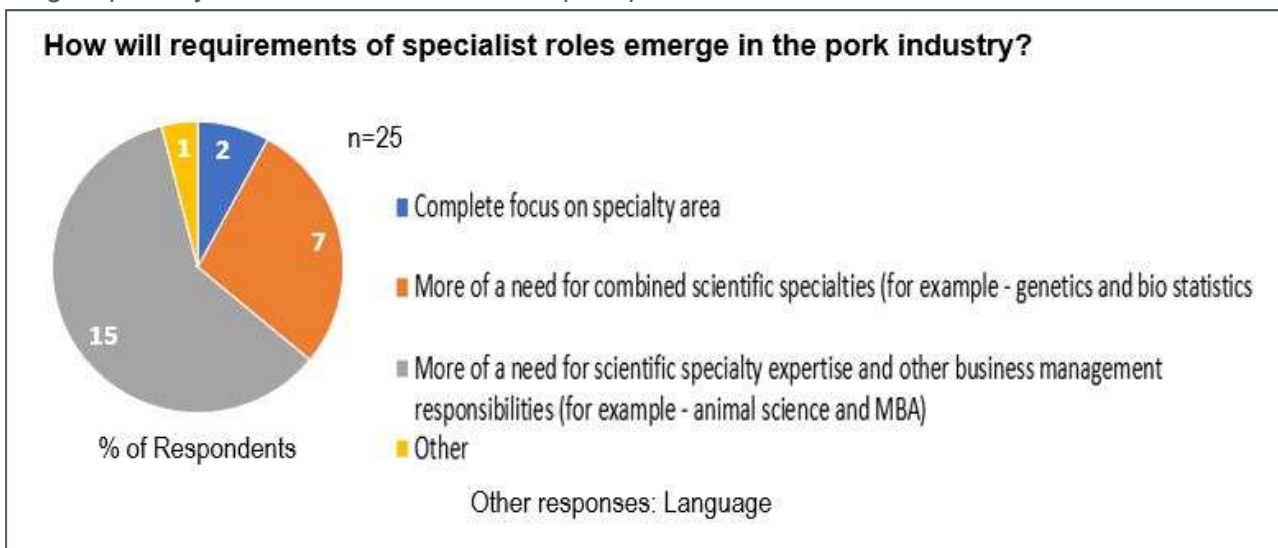 How will requirements of specialist roles emerge in the pork industry?
n=25
1
2
7
15
% of Respondents
Complete focus on specialty area
More of a need for combined scientific specialties (for example - genetics and bio statistics
More of a need for scientific specialty expertise and other business management
responsibilities (for example - animal science and MBA)
Other
Other responses: Language